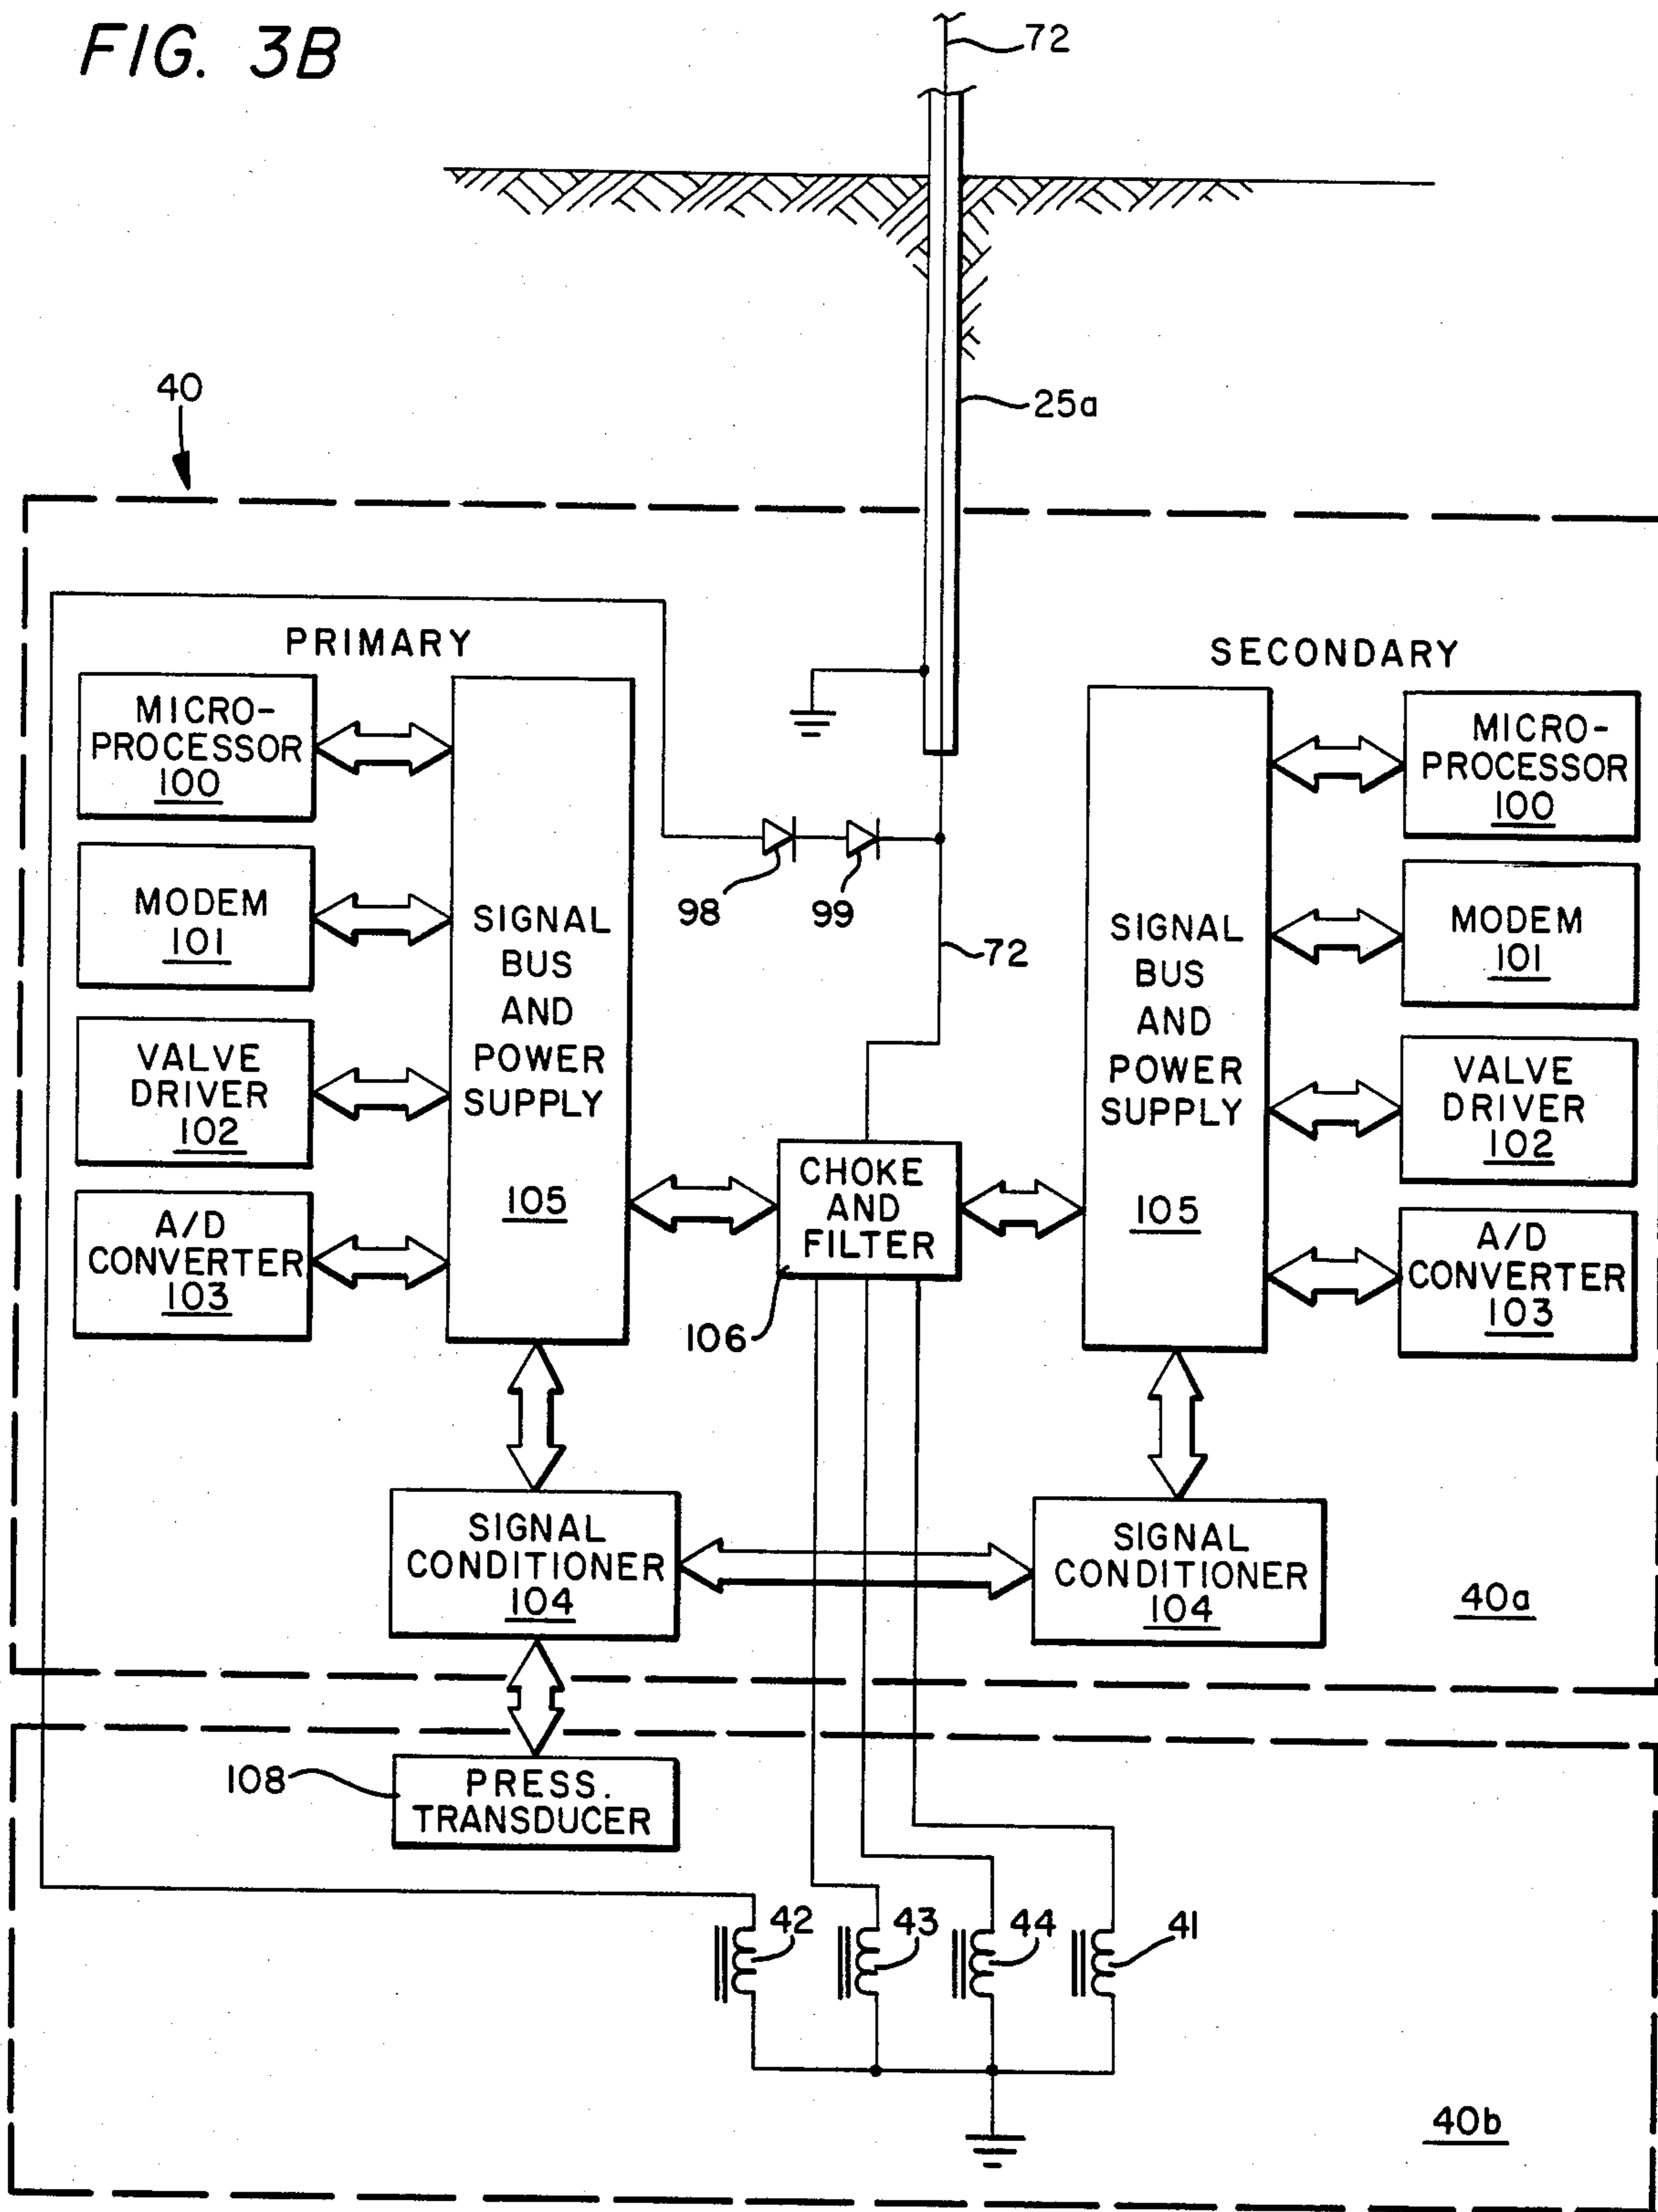 FIG. 3B
72
25a
40
PRIMARY
SECONDARY
MICRO-
PROCESSOR
100
MODEM
101
VALVE
DRIVER
102
A/D
CONVERTER
103
SIGNAL
BUS
AND
POWER
SUPPLY
105
98
99
72
CHOKE
AND
FILTER
106
SIGNAL
BUS
AND
POWER
SUPPLY
105
MICRO-
PROCESSOR
100
MODEM
101
VALVE
DRIVER
102
A/D
CONVERTER
103
SIGNAL
CONDITIONER
104
SIGNAL
CONDITIONER
104
40a
108
PRESS.
TRANSDUCER
42
43
44
41
40b